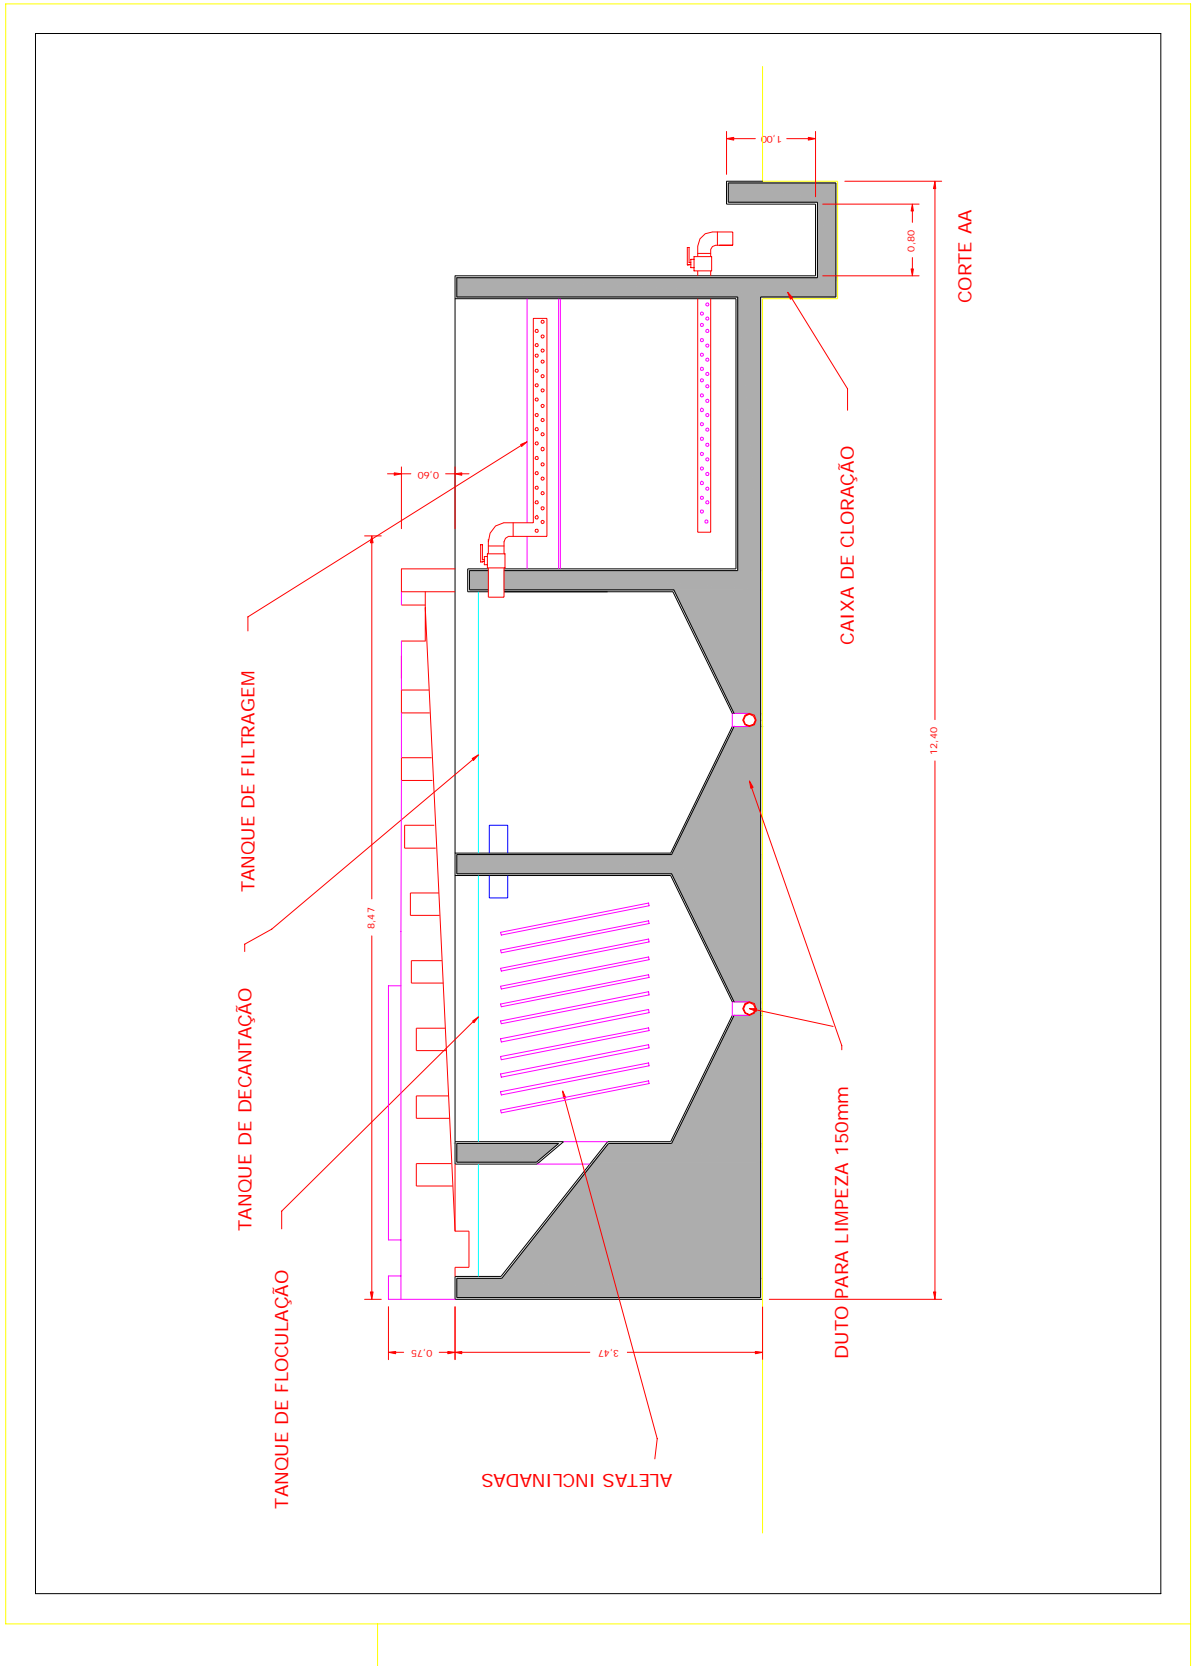 TANQUE DE FLOCULAÇÃO
TANQUE DE DECANTAÇÃO
TANQUE DE FILTRAGEM
8,47
0,60
0,75
3,47
ALETAS INCLINADAS
DUTO PARA LIMPEZA 150mm
CAIXA DE CLORAÇÃO
12,40
0,80
1,00
CORTE AA